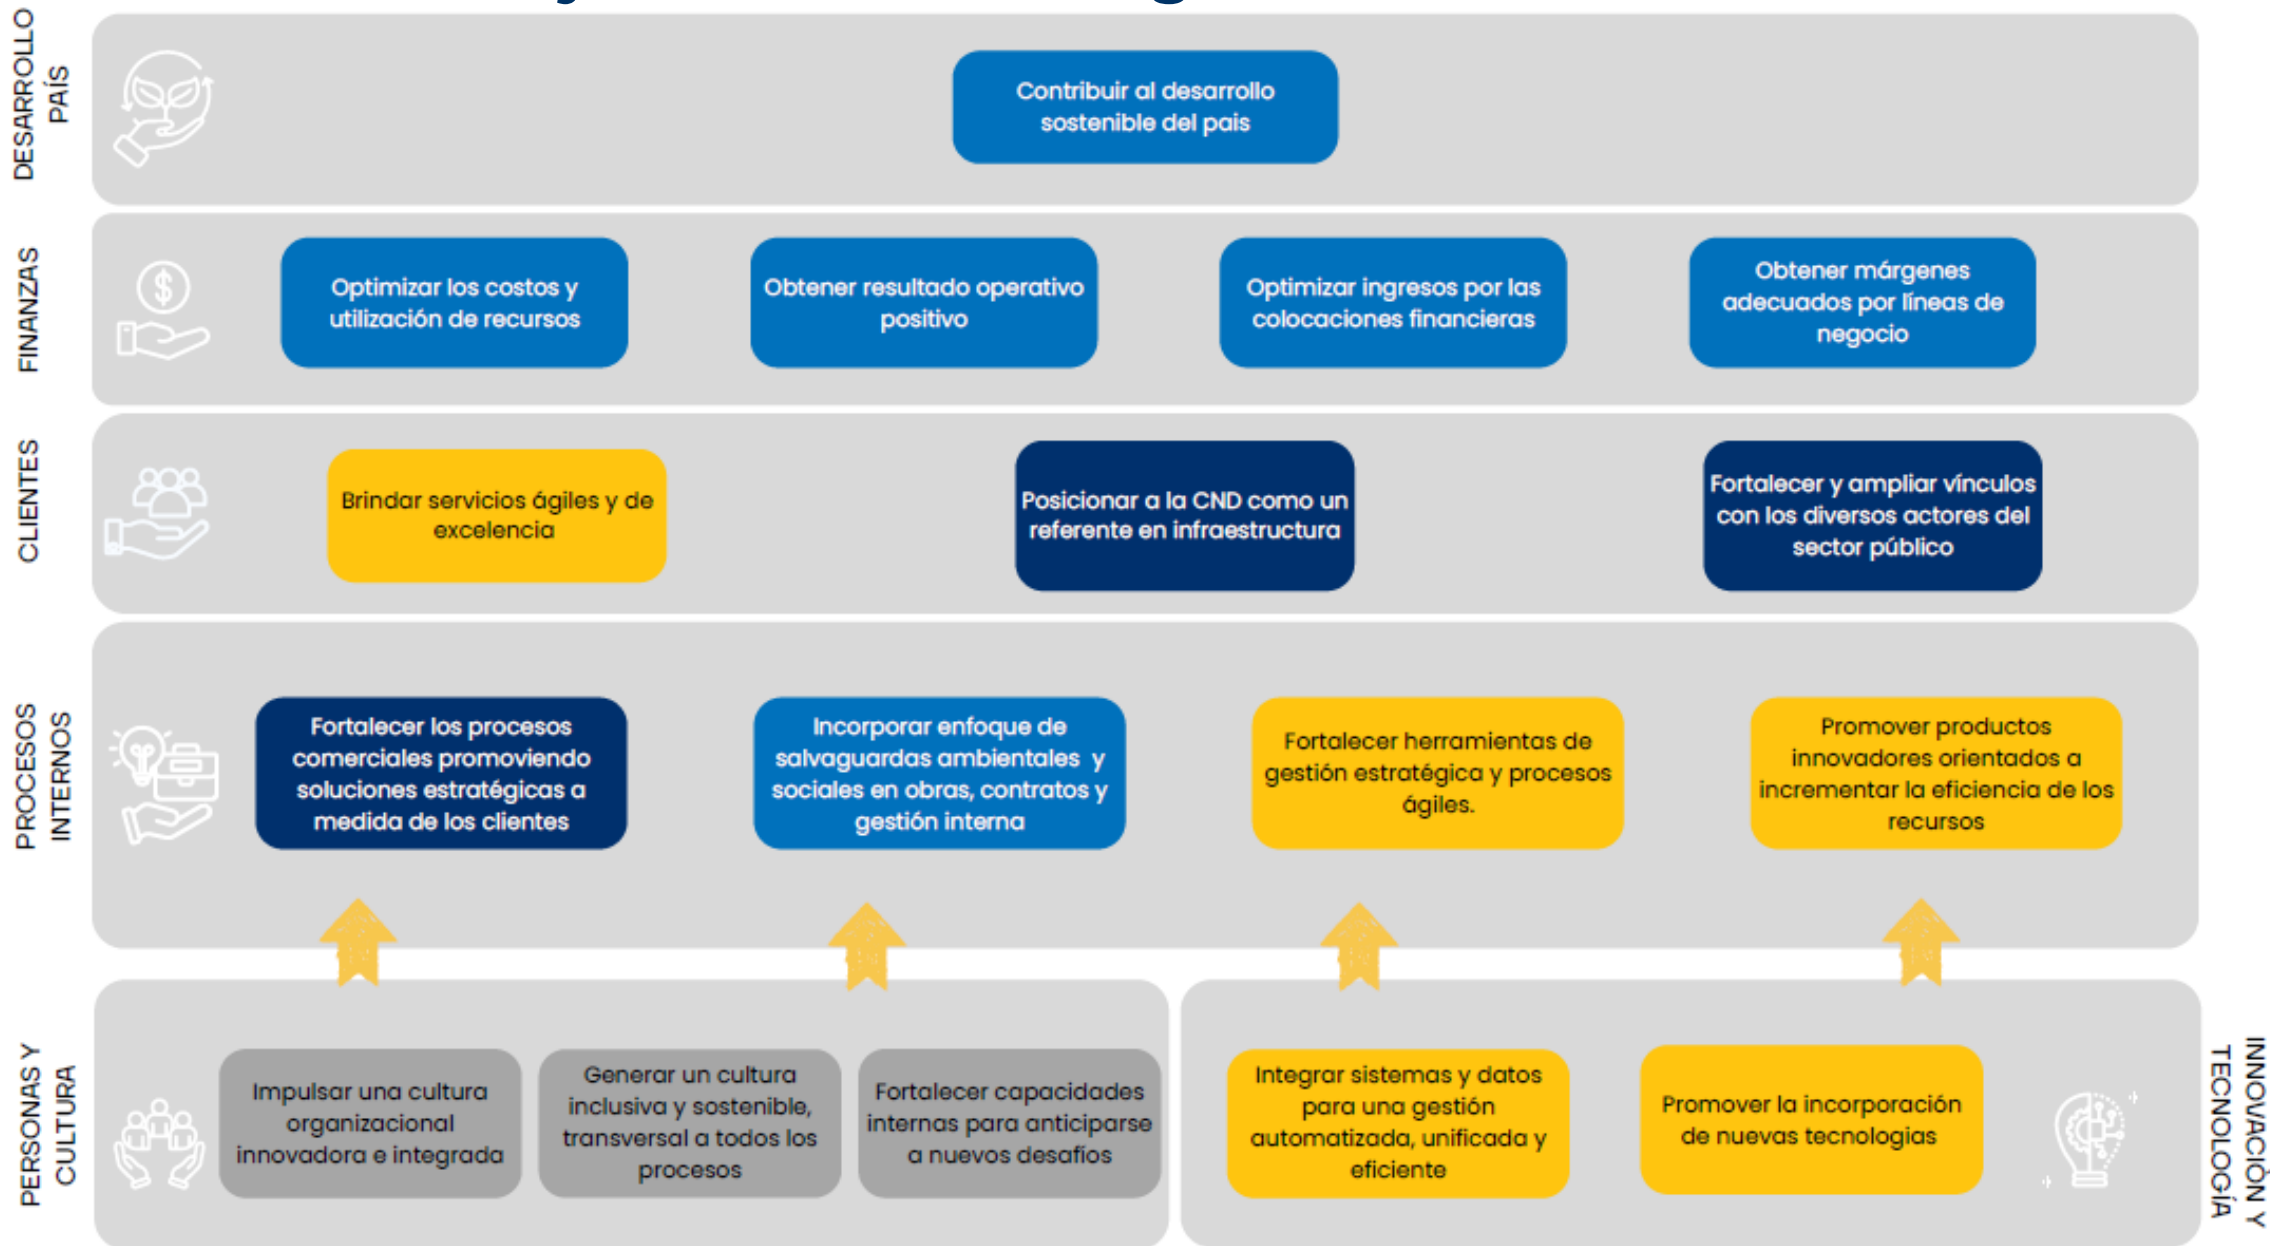 DESARROLLO
PAÍS
Contribuir al desarrollo
sostenible del pais
FINANZAS
Optimizar los costos y
utilización de recursos
Obtener resultado operativo
positivo
Optimizar ingresos por las
colocaciones financieras
Obtener márgenes
adecuados por líneas de
negocio
CLIENTES
Brindar servicios ágiles y de
excelencia
Posicionar a la CND como un
referente en infraestructura
Fortalecer y ampliar vínculos
con los diversos actores del
sector público
PROCESOS
INTERNOS
Fortalecer los procesos
comerciales promoviendo
soluciones estratégicas a
medida de los clientes
Incorporar enfoque de
salvaguardas ambientales y
sociales en obras, contratos y
gestión interna
Fortalecer herramientas de
gestión estratégica y procesos
ágiles.
Promover productos
innovadores orientados a
incrementar la eficiencia de los
recursos
PERSONAS Y
CULTURA
Impulsar una cultura
organizacional
innovadora e integrada
Generar un cultura
inclusiva y sostenible,
transversal a todos los
procesos
Fortalecer capacidades
internas para anticiparse
a nuevos desafíos
Integrar sistemas y datos
para una gestión
automatizada, unificada y
eficiente
Promover la incorporación
de nuevas tecnologias
INNOVACIÒN Y
TECNOLOGÍA